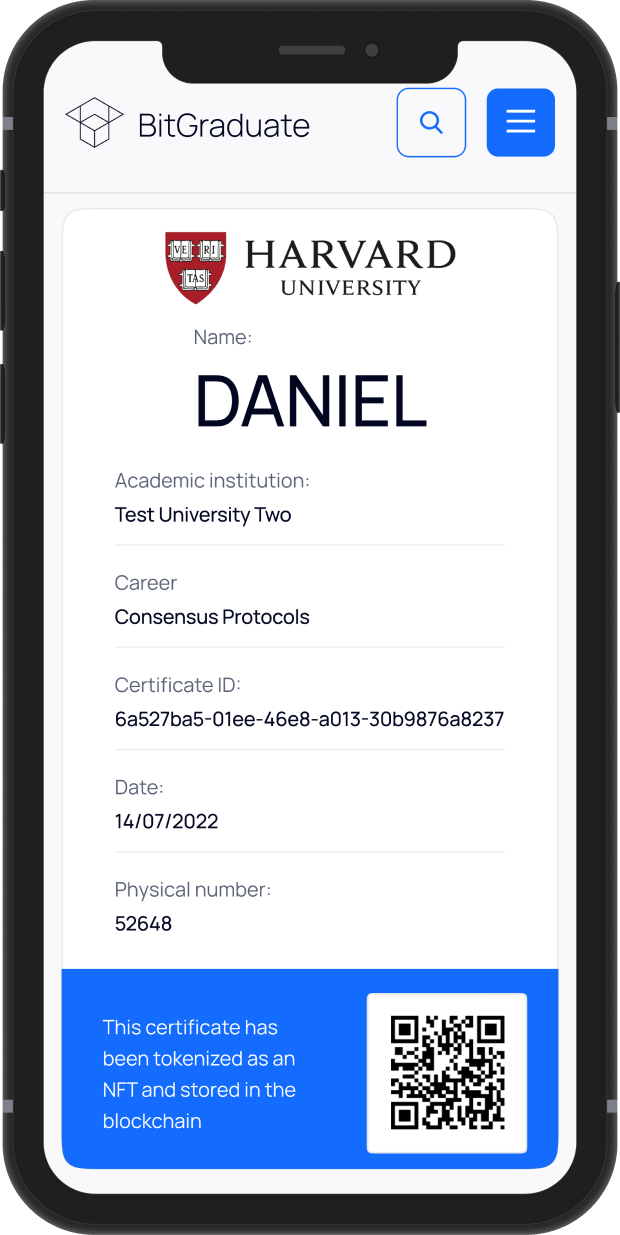 BitGraduate
VE RI
TAS
HARVARD
UNIVERSITY
Name:
DANIEL
Academic institution:
Test University Two
Career
Consensus Protocols
Certificate ID:
6a527ba5-01ee-46e8-a013-30b9876a8237
Date:
14/07/2022
Physical number:
52648
This certificate has
been tokenized as an
NFT and stored in the
blockchain